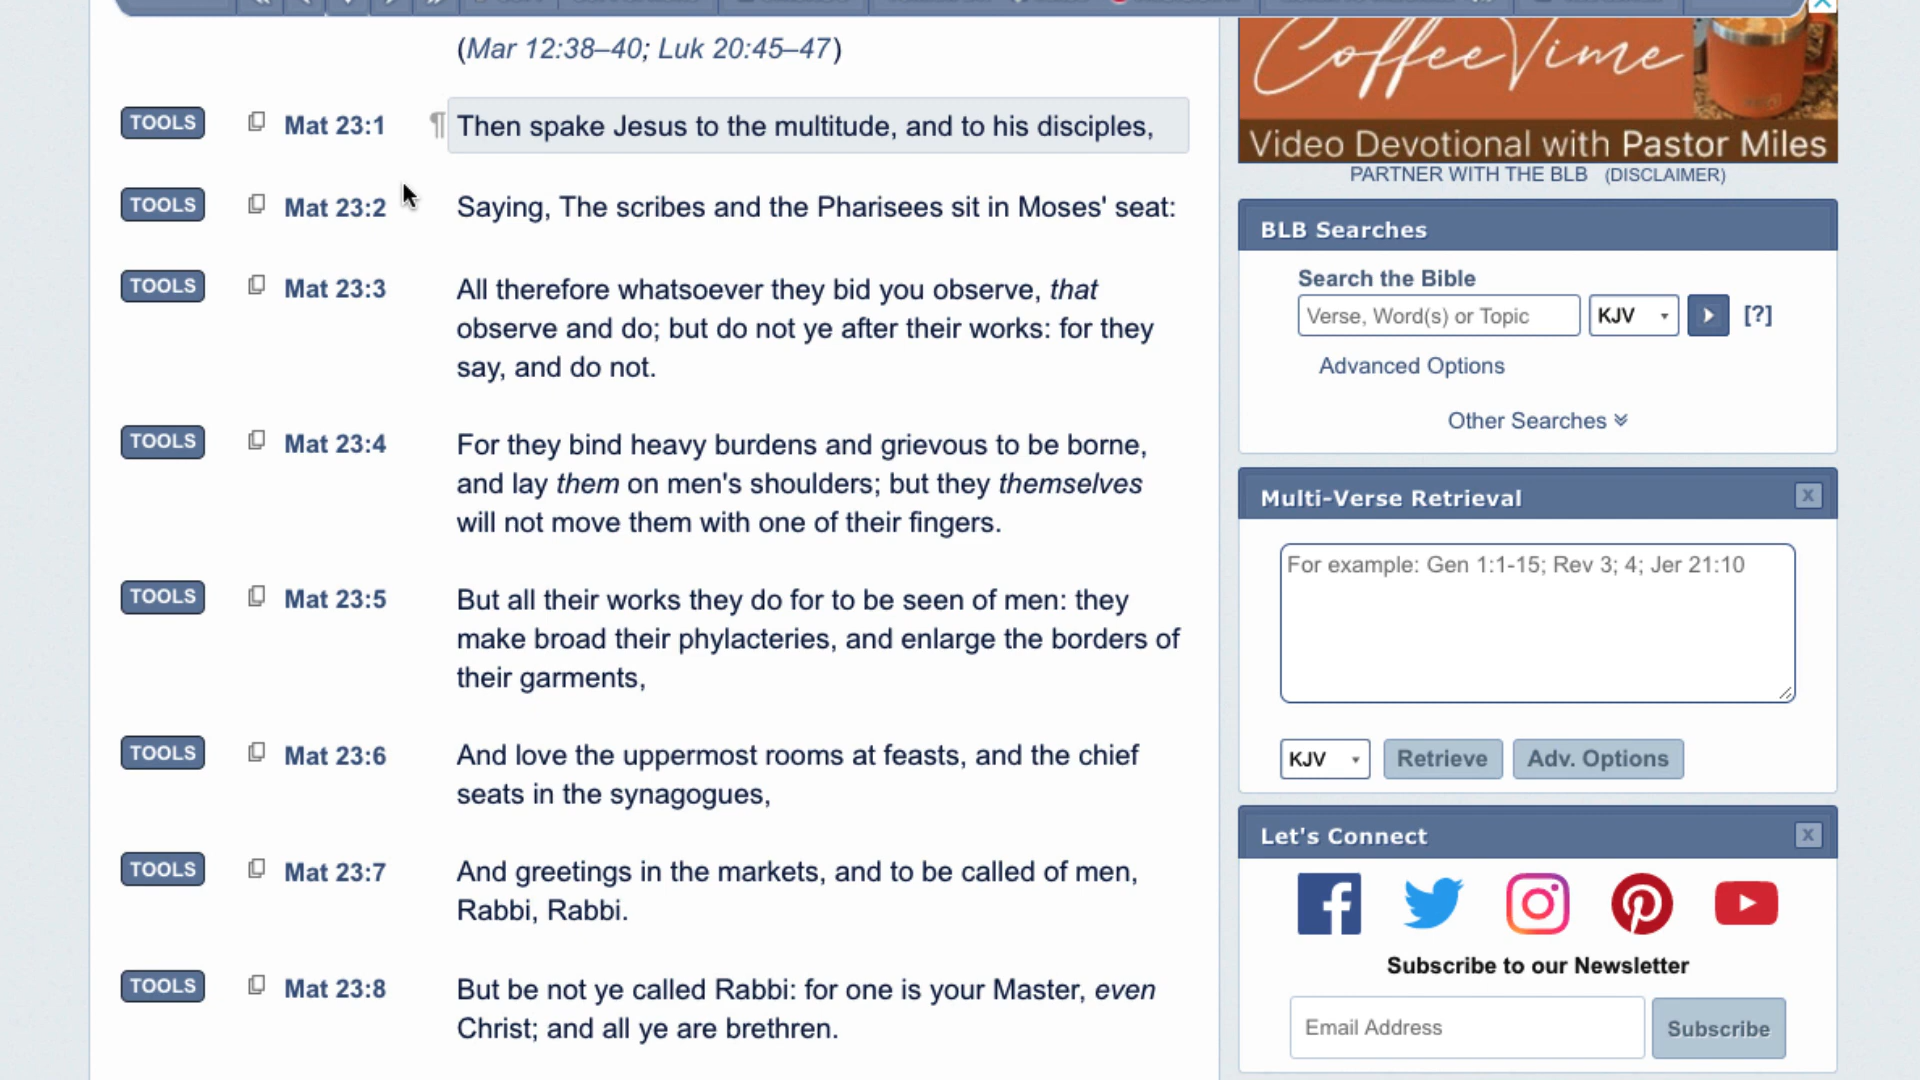 (Mar 12:38–40; Luk 20:45–47)
TOOLS Mat 23:1 ¶ Then spake Jesus to the multitude, and to his disciples,
TOOLS Mat 23:2 Saying, The scribes and the Pharisees sit in Moses' seat:
TOOLS Mat 23:3 All therefore whatsoever they bid you observe, that
observe and do; but do not ye after their works: for they
say, and do not.
TOOLS Mat 23:4 For they bind heavy burdens and grievous to be borne,
and lay them on men's shoulders; but they themselves
will not move them with one of their fingers.
TOOLS Mat 23:5 But all their works they do for to be seen of men: they
make broad their phylacteries, and enlarge the borders of
their garments,
TOOLS Mat 23:6 And love the uppermost rooms at feasts, and the chief
seats in the synagogues,
TOOLS Mat 23:7 And greetings in the markets, and to be called of men,
Rabbi, Rabbi.
TOOLS Mat 23:8 But be not ye called Rabbi: for one is your Master, even
Christ; and all ye are brethren.
CoffeeTime
Video Devotional with Pastor Miles
PARTNER WITH THE BLB (DISCLAIMER)
BLB Searches
Search the Bible
Verse, Word(s) or Topic KJV [?]
Advanced Options
Other Searches
Multi-Verse Retrieval X
For example: Gen 1:1-15; Rev 3; 4; Jer 21:10
KJV Retrieve Adv. Options
Let's Connect X
Subscribe to our Newsletter
Email Address Subscribe